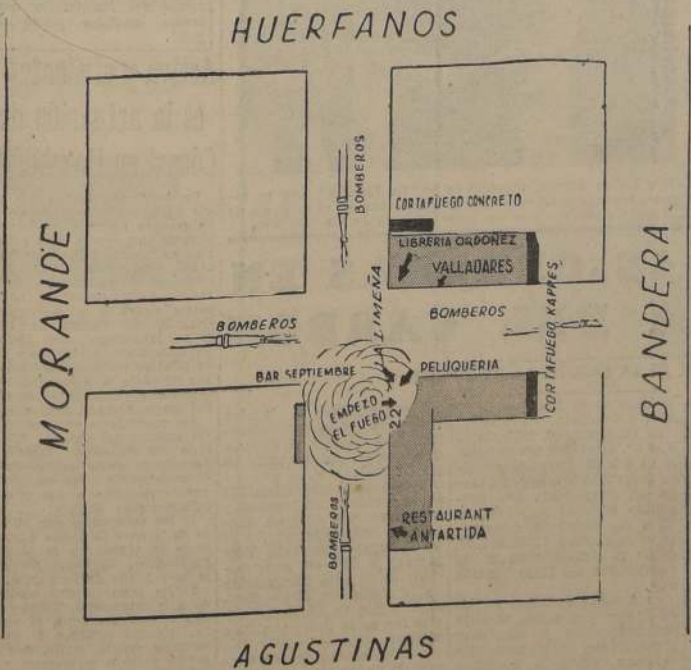 HUERFANOS
MORANDE
BANDERA
BOMBEROS
CORTAFUEGO CONCRETO
LIBRERIA ORDOÑEZ
VALLADARES
LIMEÑA
BOMBEROS
BOMBEROS
CORTAFUEGO KAPPES
BAR SEPTIEMBRE
PELUQUERIA
EMPEZO
EL FUEGO
22
BOMBEROS
RESTAURANT
ANTARTIDA
AGUSTINAS